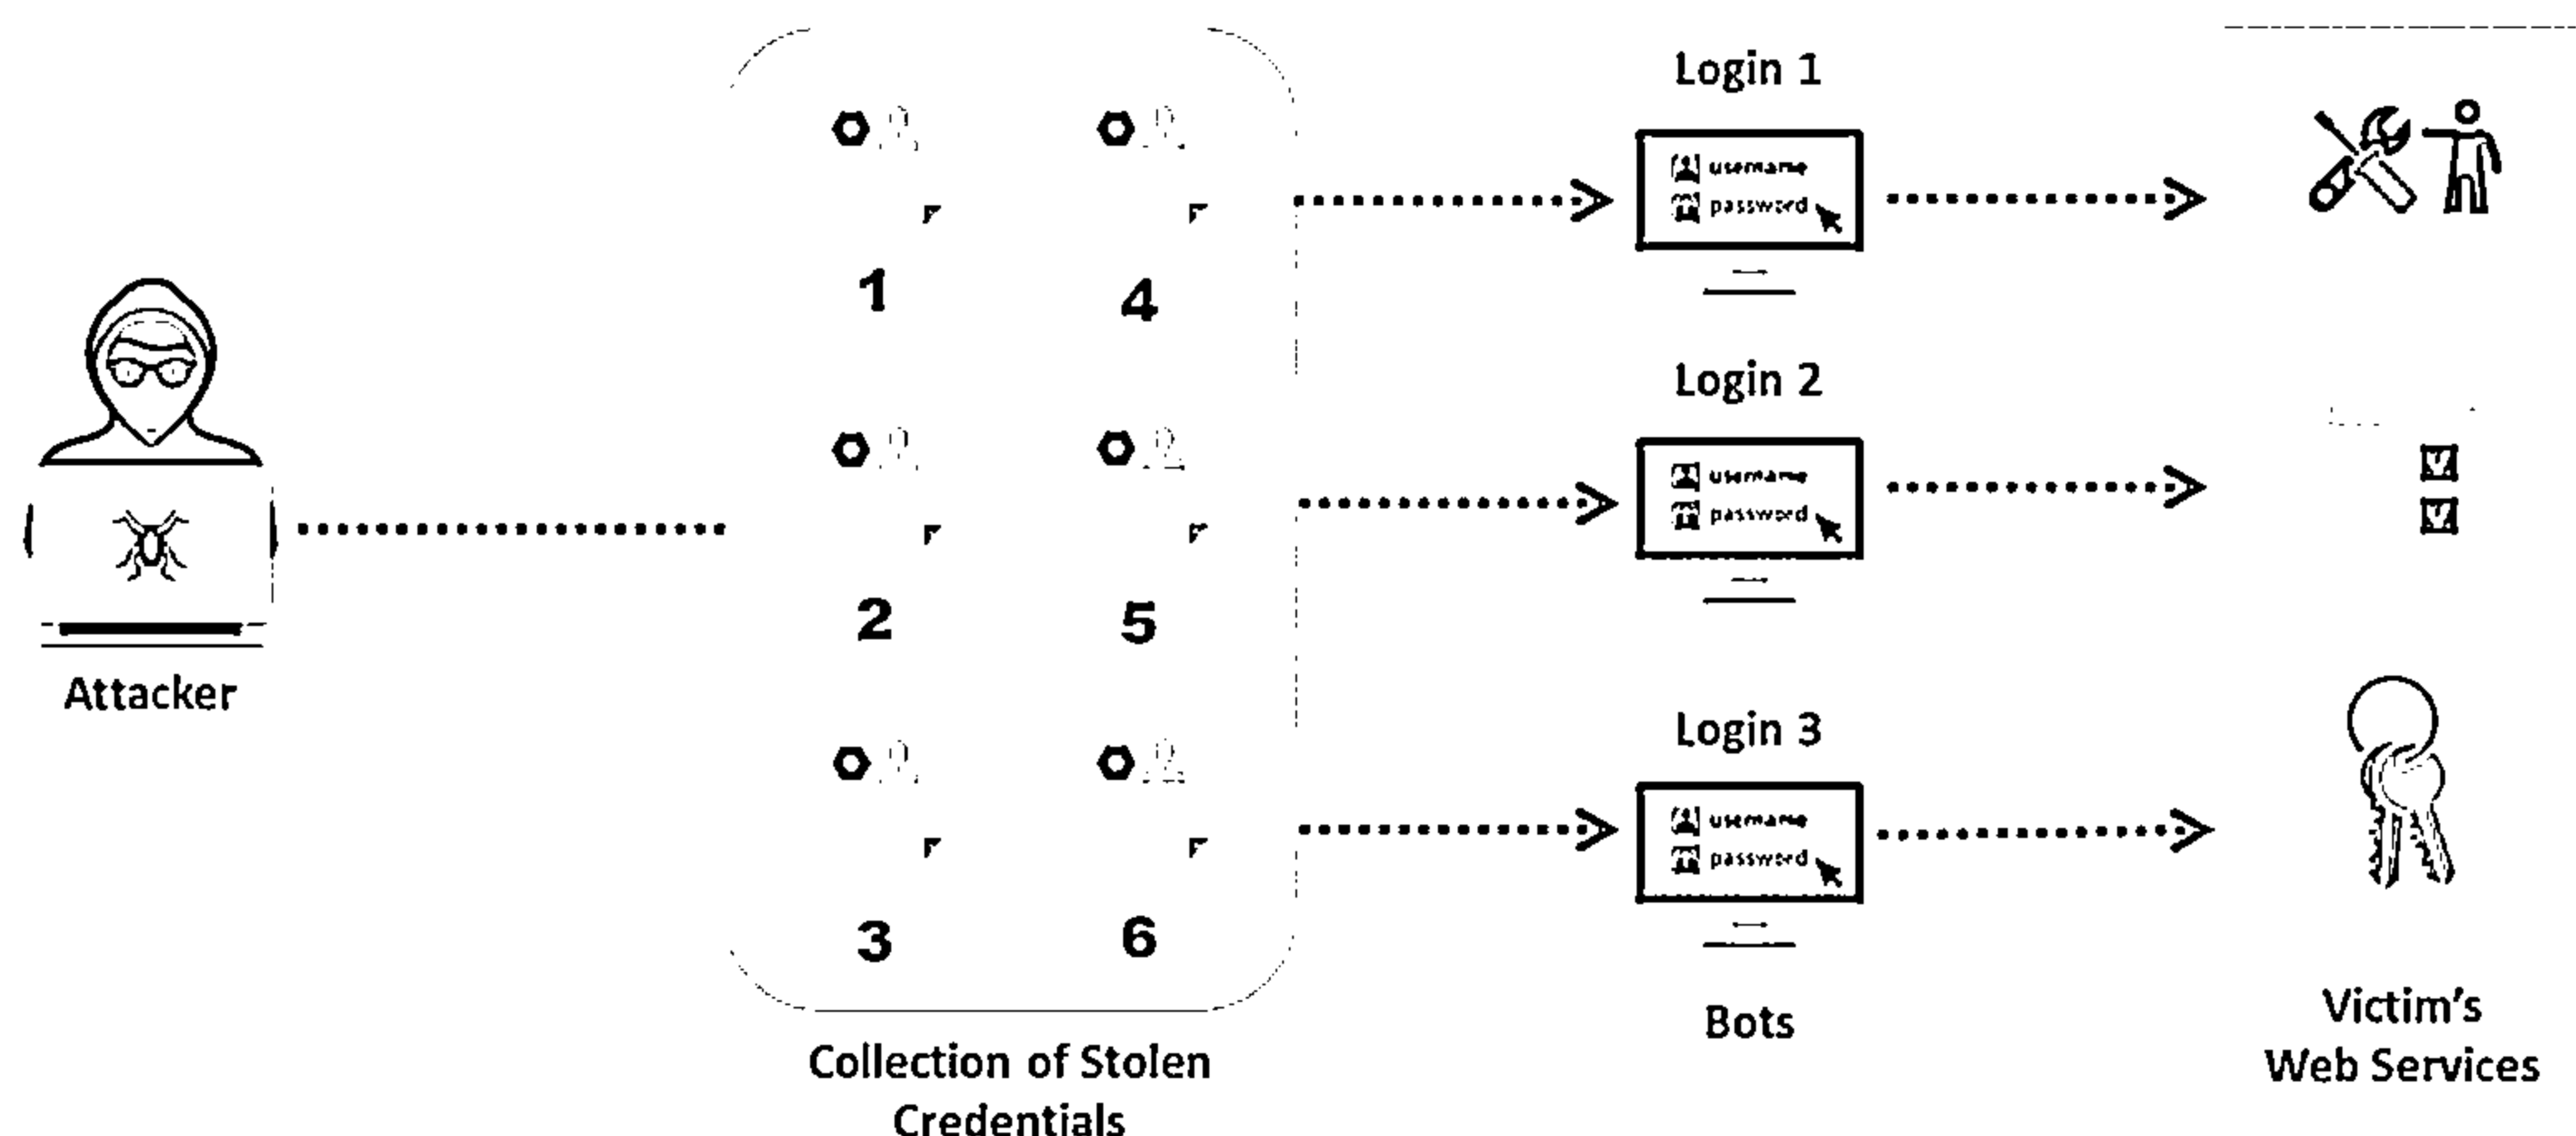 Attacker
1
4
2
5
3
6
Collection of Stolen
Credentials
Login 1
username
password
Login 2
username
password
Login 3
username
password
Bots
Victim's
Web Services